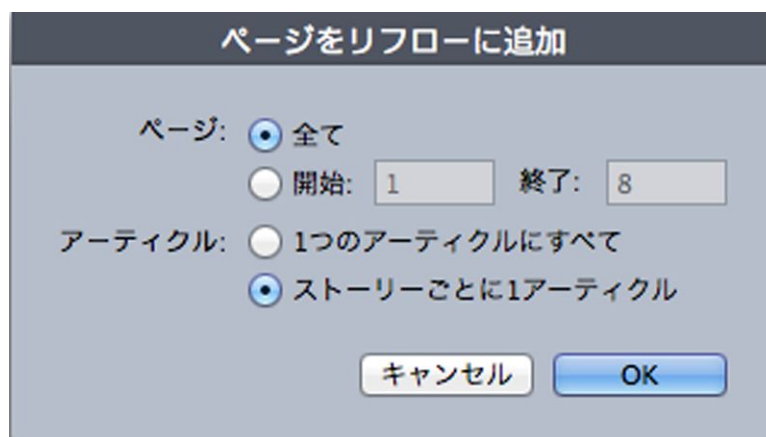 ページをリフローに追加
ページ: 全て
開始: 1 終了: 8
アーティクル: 1つのアーティクルにすべて
ストーリーごとに1アーティクル
キャンセル OK